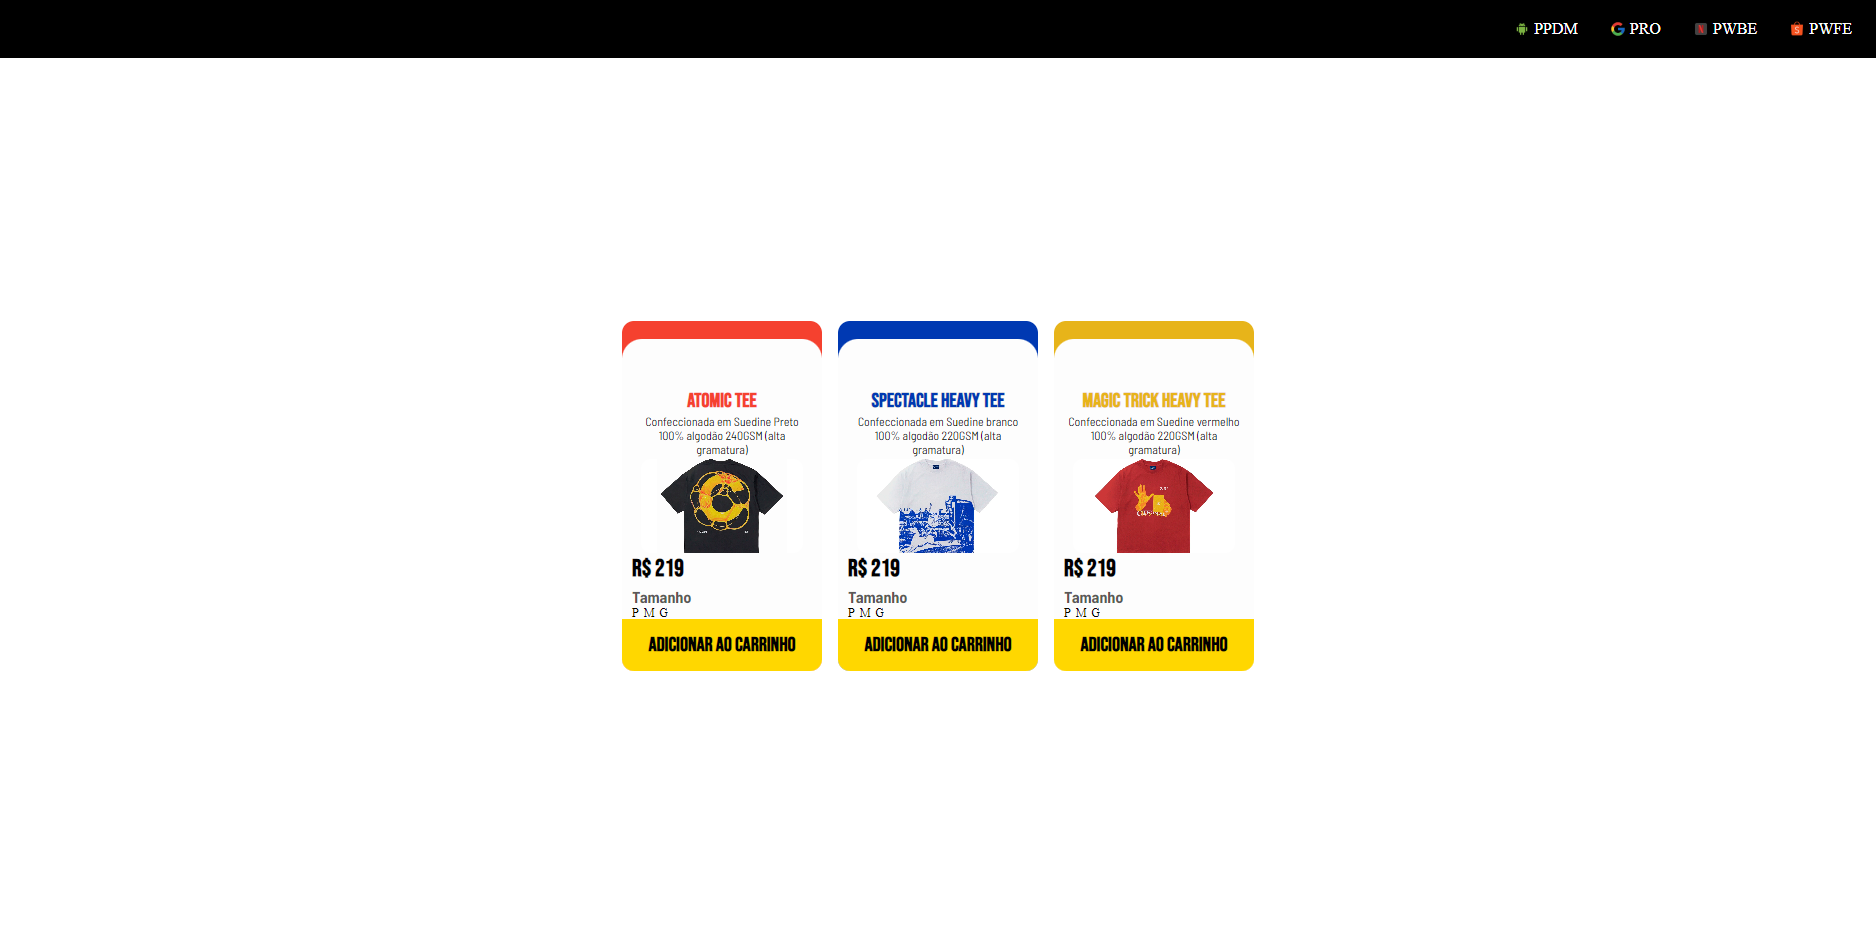 PPDM PRO PWBE PWFE
ATOMIC TEE
Confeccionada em Suedine Preto
100% algodão 240GSM (alta
gramatura)
R$ 219
Tamanho
P M G
ADICIONAR AO CARRINHO
SPECTACLE HEAVY TEE
Confeccionada em Suedine branco
100% algodão 220GSM (alta
gramatura)
R$ 219
Tamanho
P M G
ADICIONAR AO CARRINHO
MAGIC TRICK HEAVY TEE
Confeccionada em Suedine vermelho
100% algodão 220GSM (alta
gramatura)
R$ 219
Tamanho
P M G
ADICIONAR AO CARRINHO